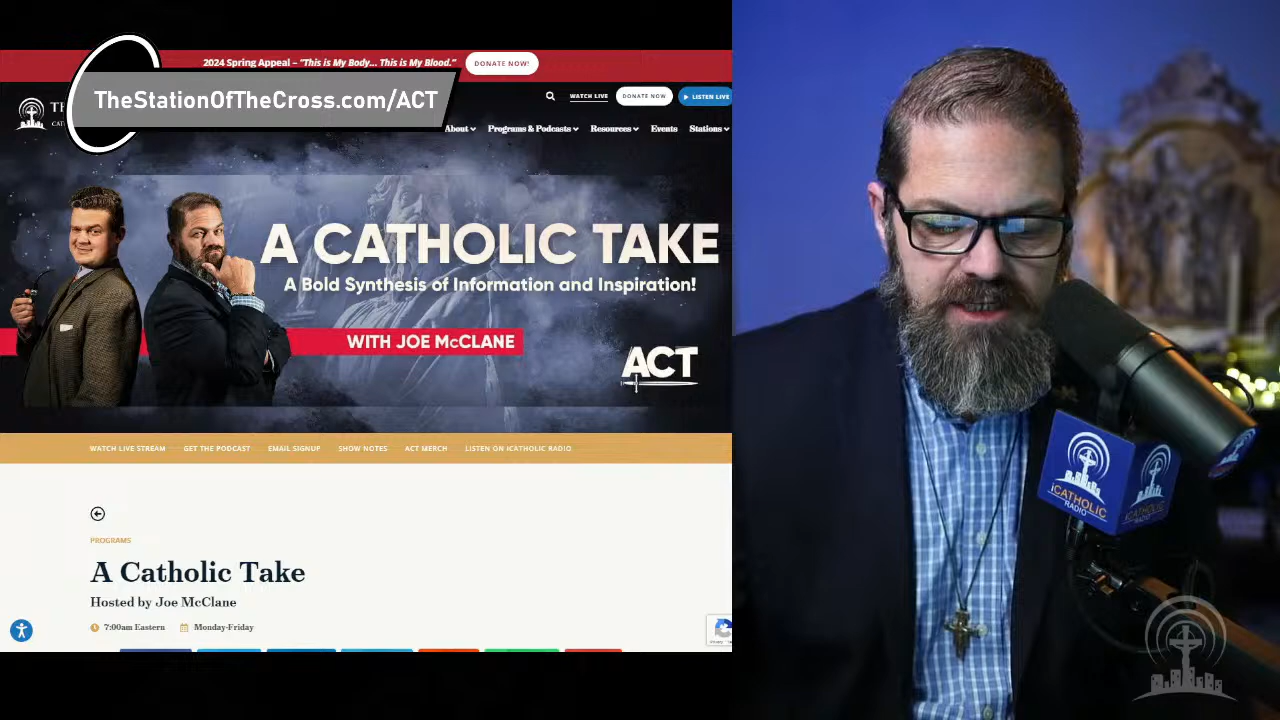 2024 Spring Appeal – "This is My Body... This is My Blood."
DONATE NOW!
TheStationOfTheCross.com/ACT
WATCH LIVE
DONATE NOW
LISTEN LIVE
About
Programs & Podcasts
Resources
Events
Stations
A CATHOLIC TAKE
A Bold Synthesis of Information and Inspiration!
WITH JOE McCLANE
ACT
WATCH LIVE STREAM
GET THE PODCAST
EMAIL SIGNUP
SHOW NOTES
ACT MERCH
LISTEN ON ICATHOLIC RADIO
PROGRAMS
A Catholic Take
Hosted by Joe McClane
7:00am Eastern
Monday-Friday
iCATHOLIC
RADIO
iCATHOLIC
RADIO